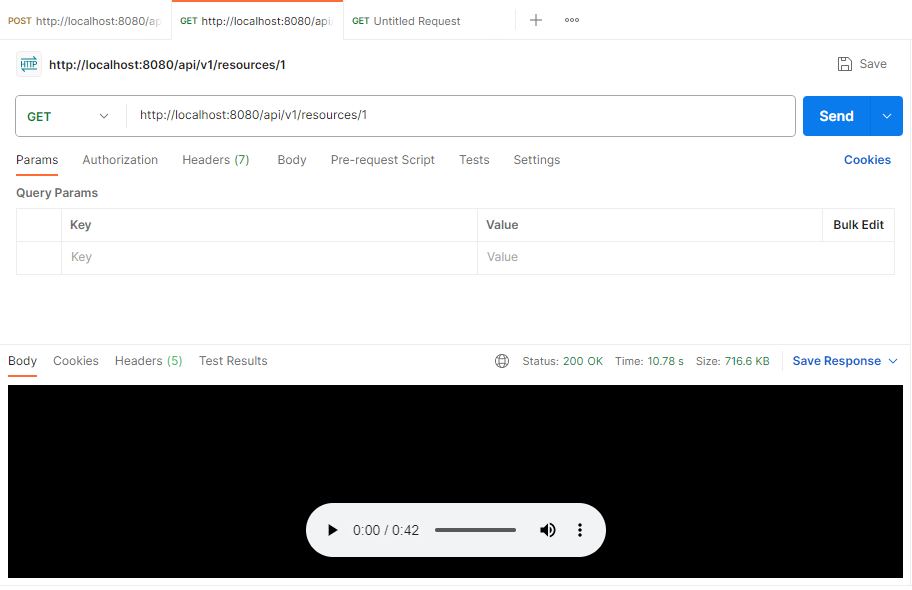 POST http://localhost:8080/ap GET http://localhost:8080/api GET Untitled Request
HTTP http://localhost:8080/api/v1/resources/1 Save
GET http://localhost:8080/api/v1/resources/1 Send
Params Authorization Headers (7) Body Pre-request Script Tests Settings Cookies
Query Params
Key Value Bulk Edit
Key Value
Body Cookies Headers (5) Test Results Status: 200 OK Time: 10.78 s Size: 716.6 KB Save Response
0:00 / 0:42